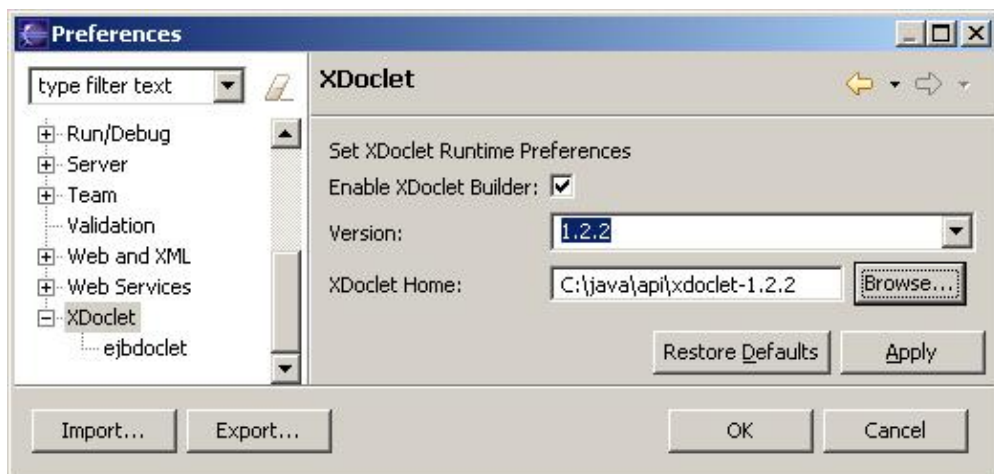 Preferences
type filter text
Run/Debug
Server
Team
Validation
Web and XML
Web Services
XDoclet
ejbdoclet
XDoclet
Set XDoclet Runtime Preferences
Enable XDoclet Builder:
Version: 1.2.2
XDoclet Home: C:\java\api\xdoclet-1.2.2 Browse...
Restore Defaults Apply
Import... Export... OK Cancel